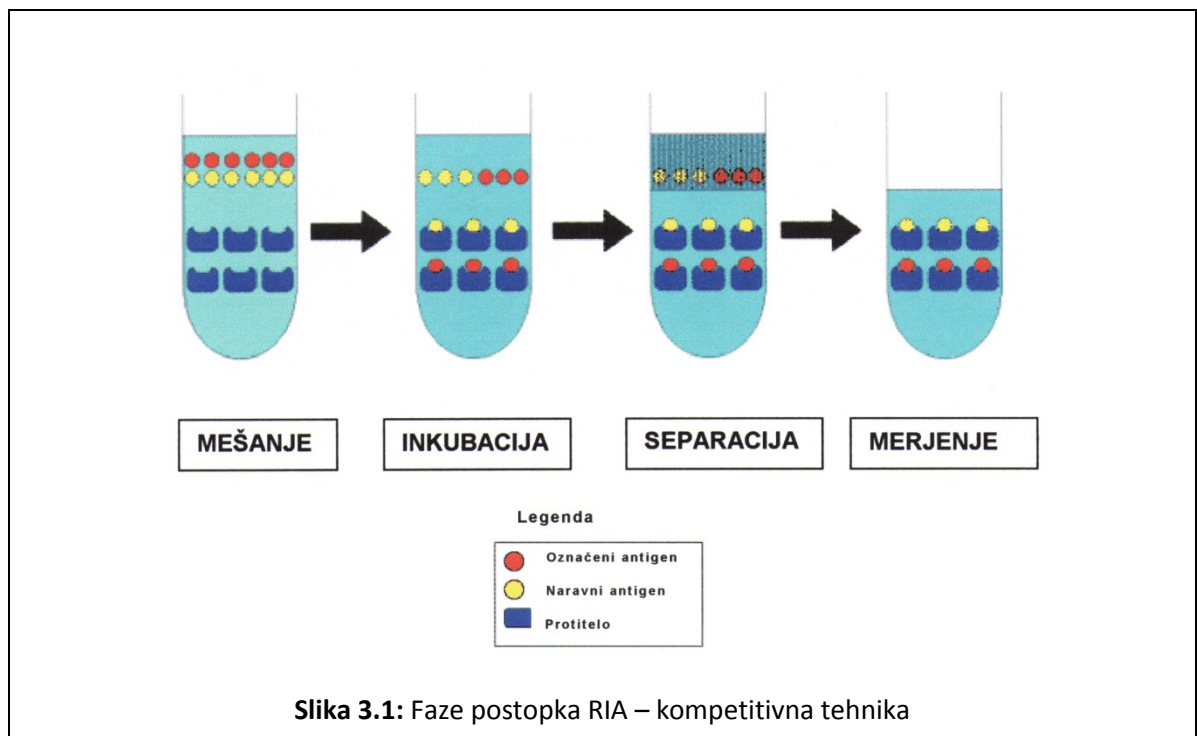 MEŠANJE INKUBACIJA SEPARACIJA MERJENJE
Legenda
Označeni antigen
Naravni antigen
Protitelo
Slika 3.1: Faze postopka RIA – kompetitivna tehnika